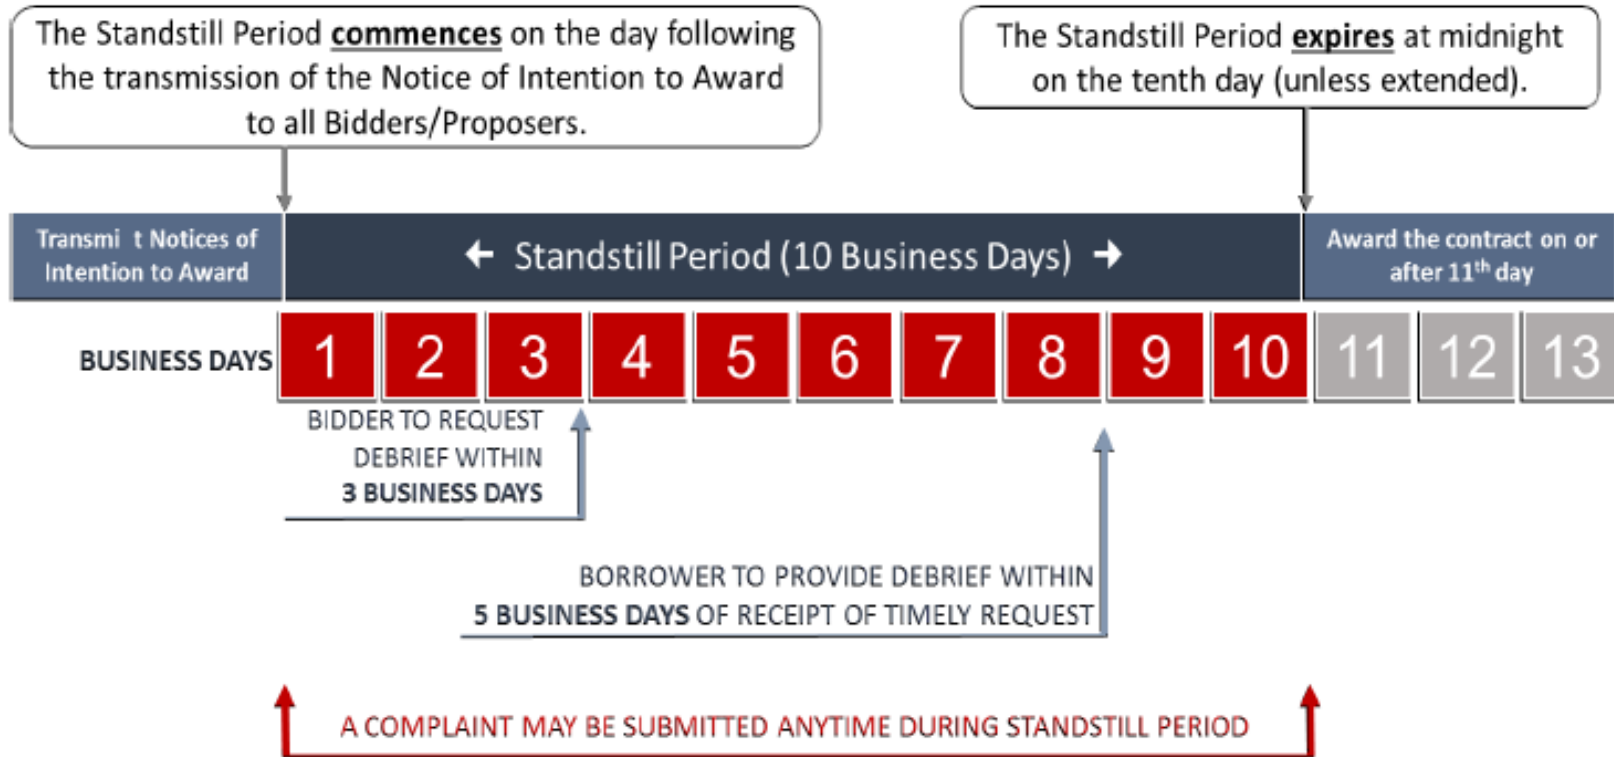 The Standstill Period commences on the day following
the transmission of the Notice of Intention to Award
to all Bidders/Proposers.
The Standstill Period expires at midnight
on the tenth day (unless extended).
Transmi t Notices of
Intention to Award
← Standstill Period (10 Business Days) →
Award the contract on or
after 11th day
BUSINESS DAYS 1 2 3 4 5 6 7 8 9 10 11 12 13
BIDDER TO REQUEST
DEBRIEF WITHIN
3 BUSINESS DAYS
BORROWER TO PROVIDE DEBRIEF WITHIN
5 BUSINESS DAYS OF RECEIPT OF TIMELY REQUEST
A COMPLAINT MAY BE SUBMITTED ANYTIME DURING STANDSTILL PERIOD